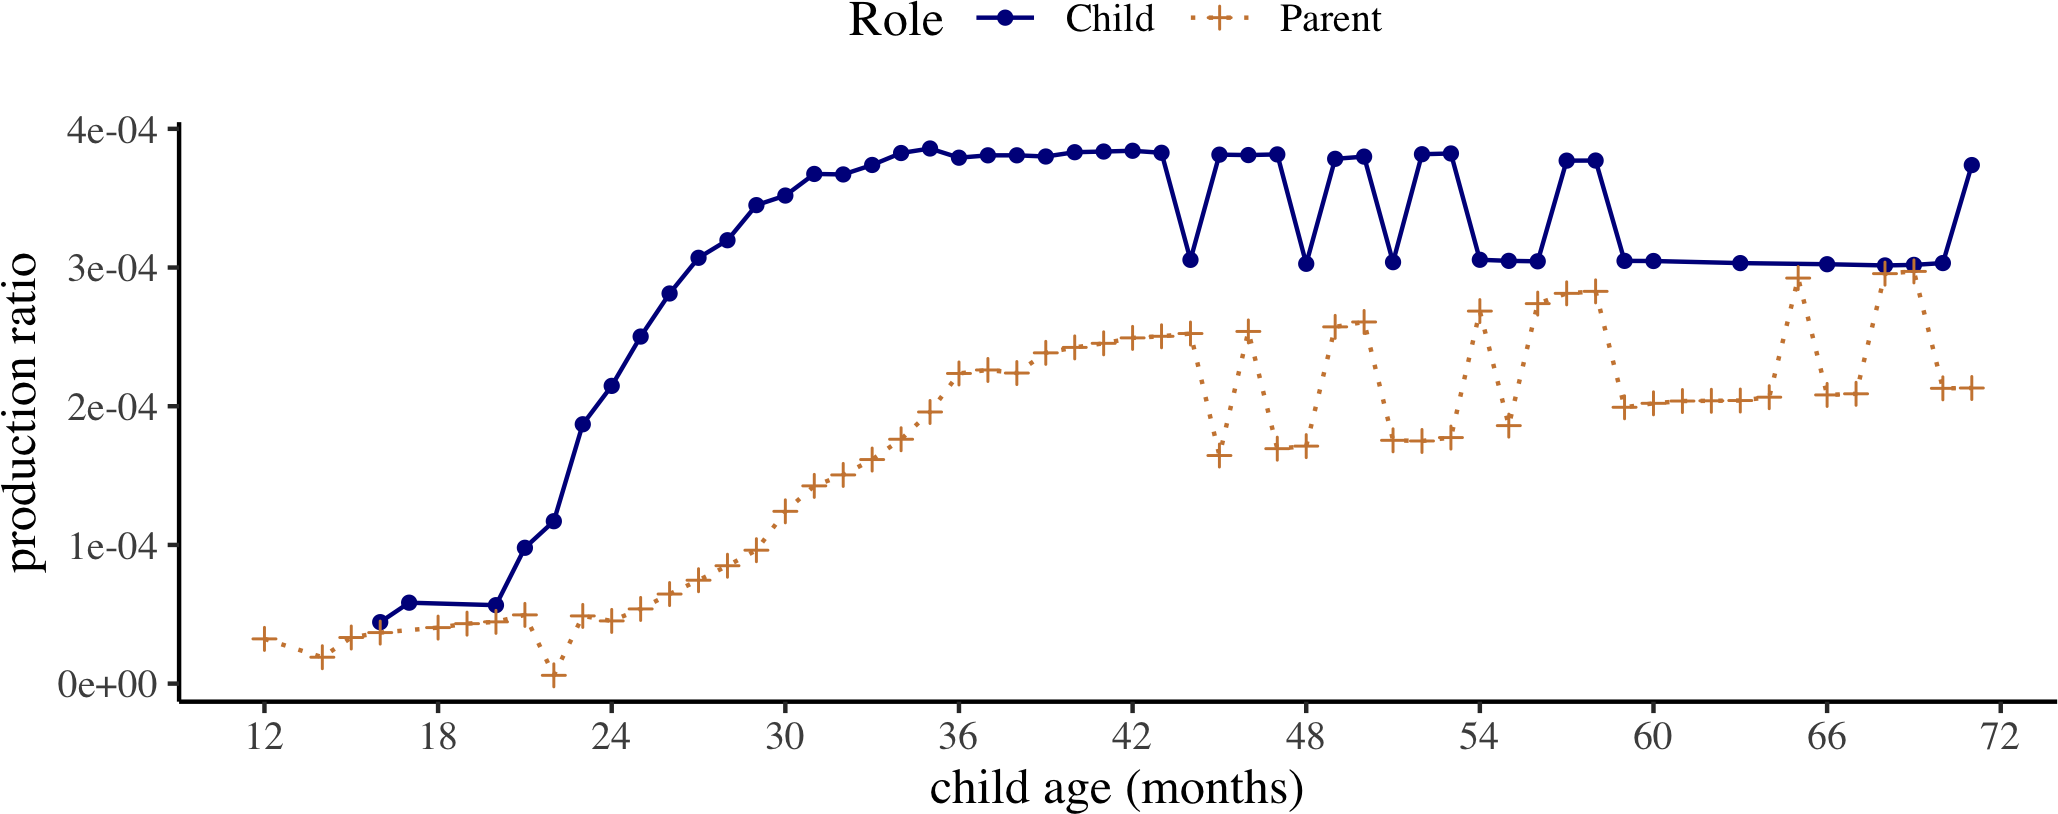 Role Child Parent
production ratio
4e-04
3e-04
2e-04
1e-04
0e+00
12 18 24 30 36 42 48 54 60 66 72
child age (months)